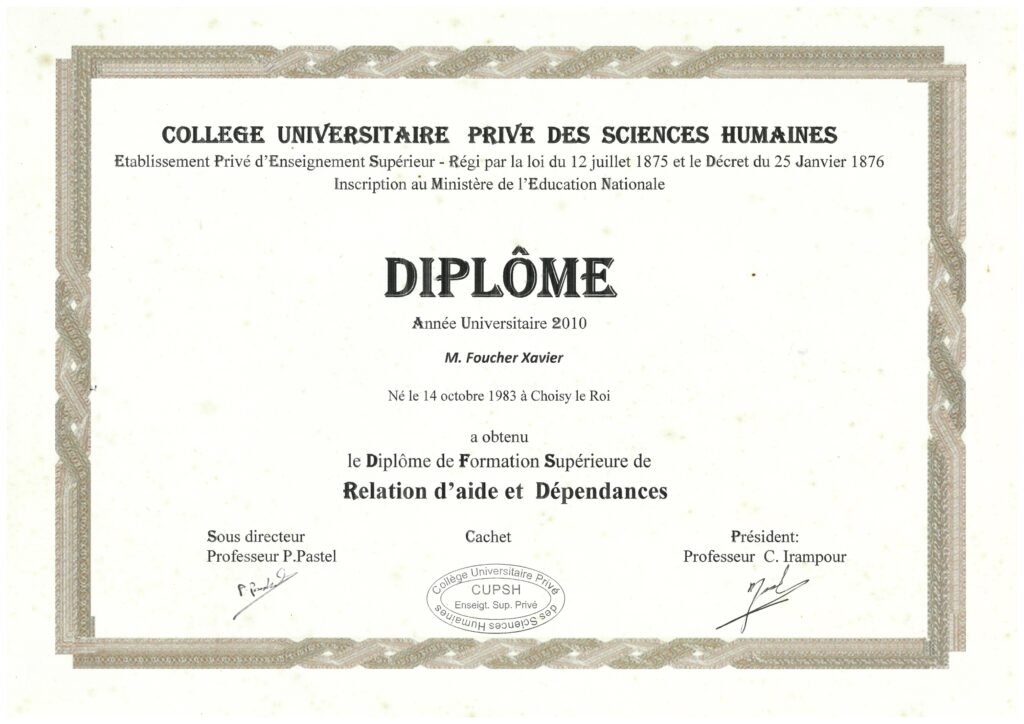 COLLEGE UNIVERSITAIRE PRIVE DES SCIENCES HUMAINES
Etablissement Privé d'Enseignement Supérieur - Régi par la loi du 12 juillet 1875 et le Décret du 25 Janvier 1876
Inscription au Ministère de l'Education Nationale
DIPLÔME
Année Universitaire 2010
M. Foucher Xavier
Né le 14 octobre 1983 à Choisy le Roi
a obtenu
le Diplôme de Formation Supérieure de
Relation d'aide et Dépendances
Sous directeur
Professeur P.Pastel
Cachet
Président:
Professeur C. Irampour
Collège Universitaire Privé
CUPSH
Enseigt. Sup. Privé
des Sciences Humaines